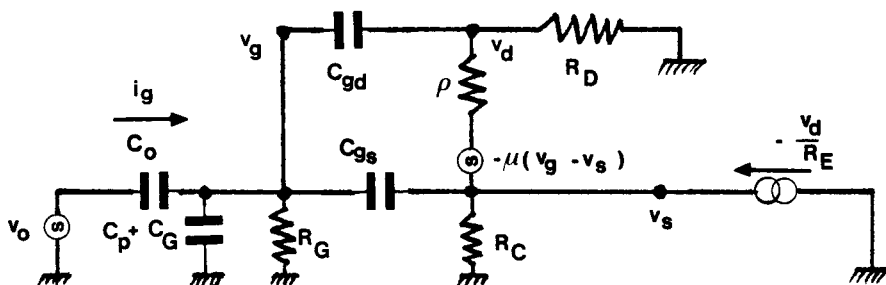 v_g
C_gd
v_d
R_D
ρ
i_g
C_o
C_gs
s -μ(v_g - v_s)
- v_d/R_E
v_o s
C_p + C_G
R_G
R_C
v_s